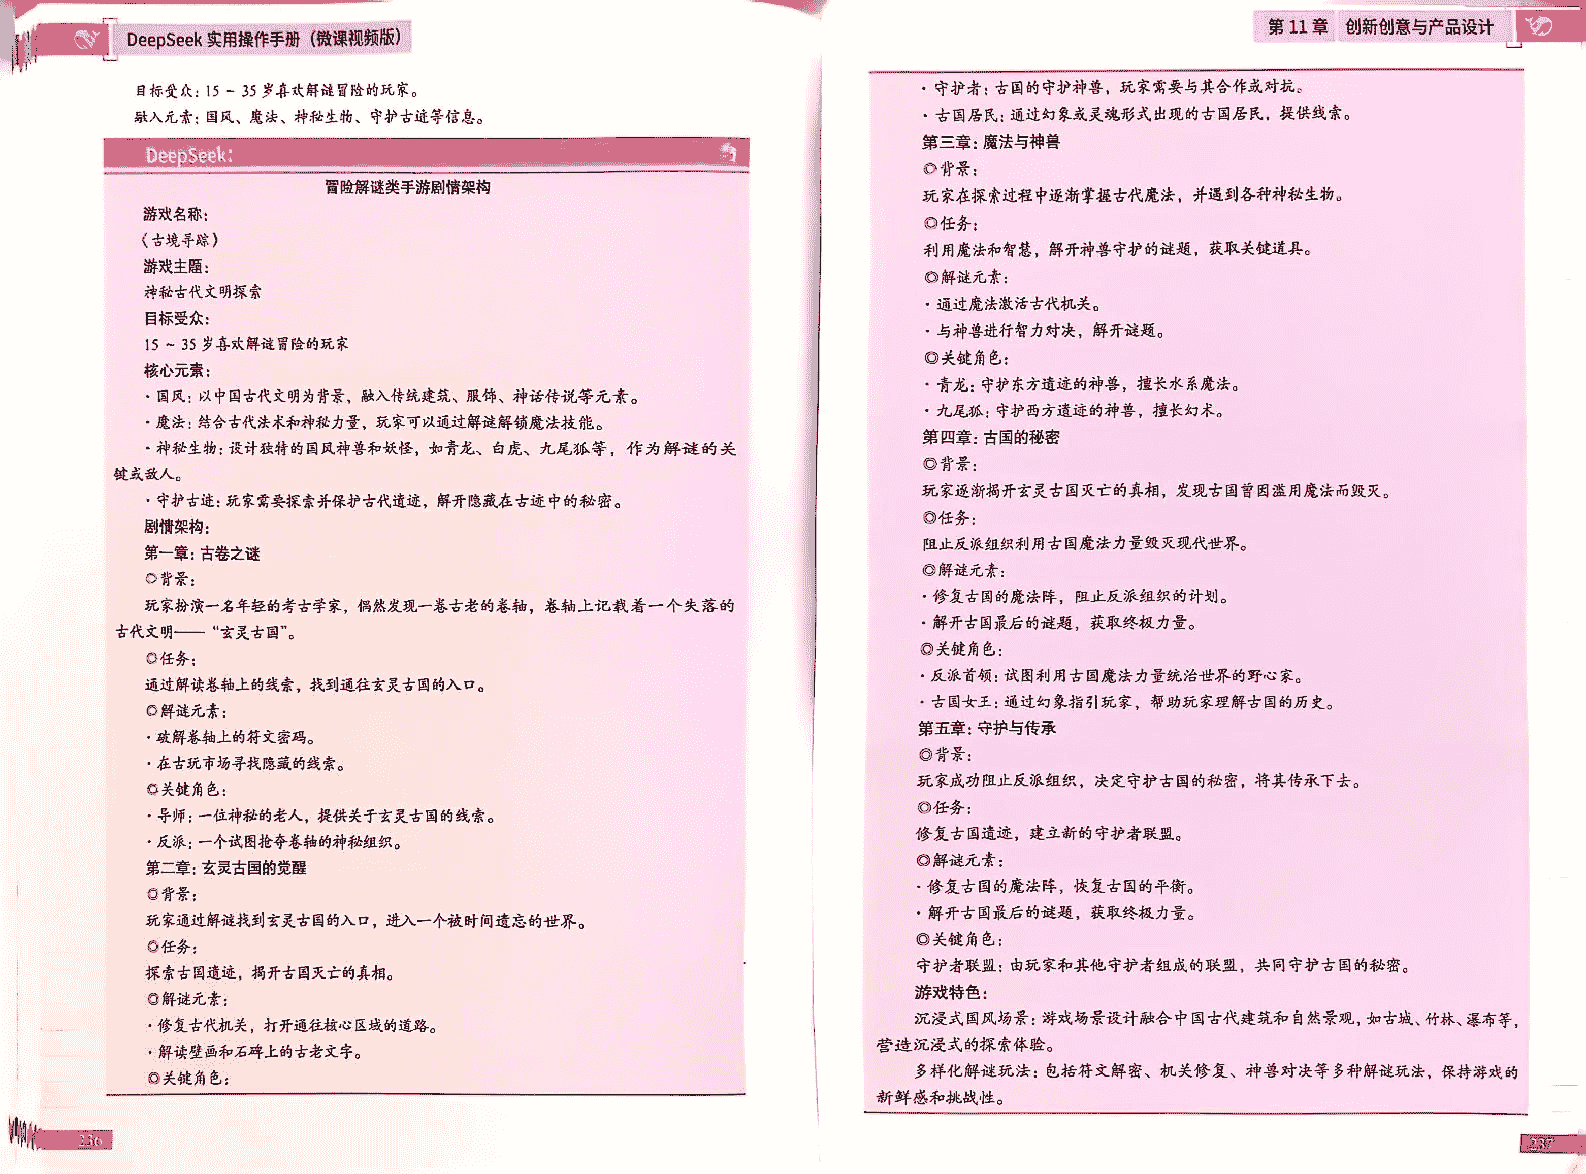 DeepSeek 实用操作手册（微课视频版）
目标受众：15 ~ 35 岁喜欢解谜冒险的玩家。
融入元素：国风、魔法、神秘生物、守护古迹等信息。
DeepSeek：
冒险解谜类手游剧情架构
游戏名称：
《古境寻踪》
游戏主题：
神秘古代文明探索
目标受众：
15 ~ 35 岁喜欢解谜冒险的玩家
核心元素：
· 国风：以中国古代文明为背景，融入传统建筑、服饰、神话传说等元素。
· 魔法：结合古代法术和神秘力量，玩家可以通过解谜解锁魔法技能。
· 神秘生物：设计独特的国风神兽和妖怪，如青龙、白虎、九尾狐等，作为解谜的关
键或敌人。
· 守护古迹：玩家需要探索并保护古代遗迹，解开隐藏在古迹中的秘密。
剧情架构：
第一章：古卷之谜
◎背景：
玩家扮演一名年轻的考古学家，偶然发现一卷古老的卷轴，卷轴上记载着一个失落的
古代文明——“玄灵古国”。
◎任务：
通过解读卷轴上的线索，找到通往玄灵古国的入口。
◎解谜元素：
· 破解卷轴上的符文密码。
· 在古玩市场寻找隐藏的线索。
◎关键角色：
· 导师：一位神秘的老人，提供关于玄灵古国的线索。
· 反派：一个试图抢夺卷轴的神秘组织。
第二章：玄灵古国的觉醒
◎背景：
玩家通过解谜找到玄灵古国的入口，进入一个被时间遗忘的世界。
◎任务：
探索古国遗迹，揭开古国灭亡的真相。
◎解谜元素：
· 修复古代机关，打开通往核心区域的道路。
· 解读壁画和石碑上的古老文字。
◎关键角色：
236
第 11 章 创新创意与产品设计
· 守护者：古国的守护神兽，玩家需要与其合作或对抗。
· 古国居民：通过幻象或灵魂形式出现的古国居民，提供线索。
第三章：魔法与神兽
◎背景：
玩家在探索过程中逐渐掌握古代魔法，并遇到各种神秘生物。
◎任务：
利用魔法和智慧，解开神兽守护的谜题，获取关键道具。
◎解谜元素：
· 通过魔法激活古代机关。
· 与神兽进行智力对决，解开谜题。
◎关键角色：
· 青龙：守护东方遗迹的神兽，擅长水系魔法。
· 九尾狐：守护西方遗迹的神兽，擅长幻术。
第四章：古国的秘密
◎背景：
玩家逐渐揭开玄灵古国灭亡的真相，发现古国曾因滥用魔法而毁灭。
◎任务：
阻止反派组织利用古国魔法力量毁灭现代世界。
◎解谜元素：
· 修复古国的魔法阵，阻止反派组织的计划。
· 解开古国最后的谜题，获取终极力量。
◎关键角色：
· 反派首领：试图利用古国魔法力量统治世界的野心家。
· 古国女王：通过幻象指引玩家，帮助玩家理解古国的历史。
第五章：守护与传承
◎背景：
玩家成功阻止反派组织，决定守护古国的秘密，将其传承下去。
◎任务：
修复古国遗迹，建立新的守护者联盟。
◎解谜元素：
· 修复古国的魔法阵，恢复古国的平衡。
· 解开古国最后的谜题，获取终极力量。
◎关键角色：
守护者联盟：由玩家和其他守护者组成的联盟，共同守护古国的秘密。
游戏特色：
沉浸式国风场景：游戏场景设计融合中国古代建筑和自然景观，如古城、竹林、瀑布等，
营造沉浸式的探索体验。
多样化解谜玩法：包括符文解密、机关修复、神兽对决等多种解谜玩法，保持游戏的
新鲜感和挑战性。
237